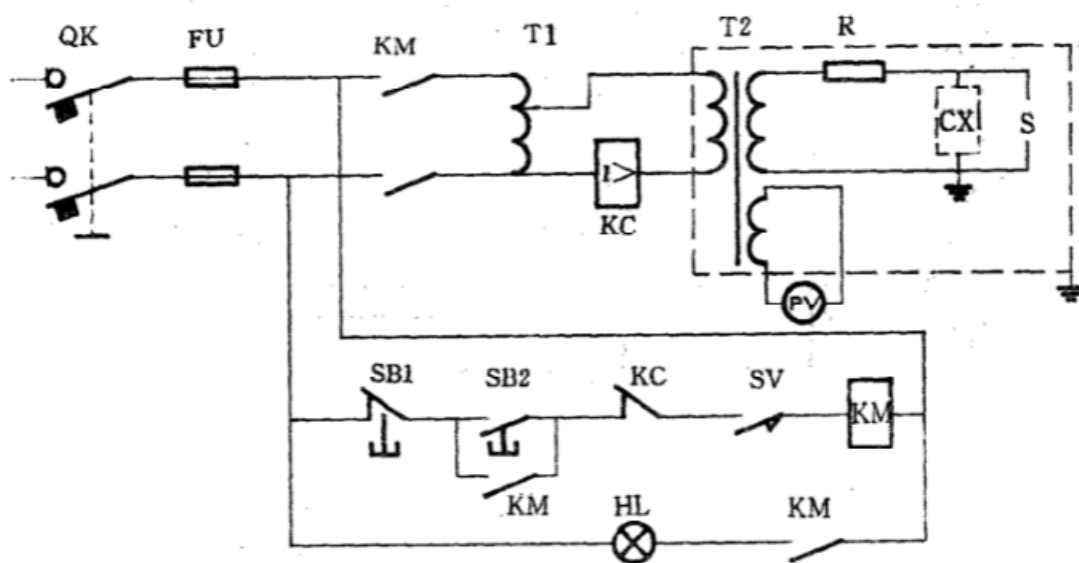 QK FU KM T1 T2 R
CX S
I>
KC
PV
SB1 SB2 KC SV
KM
KM
HL KM